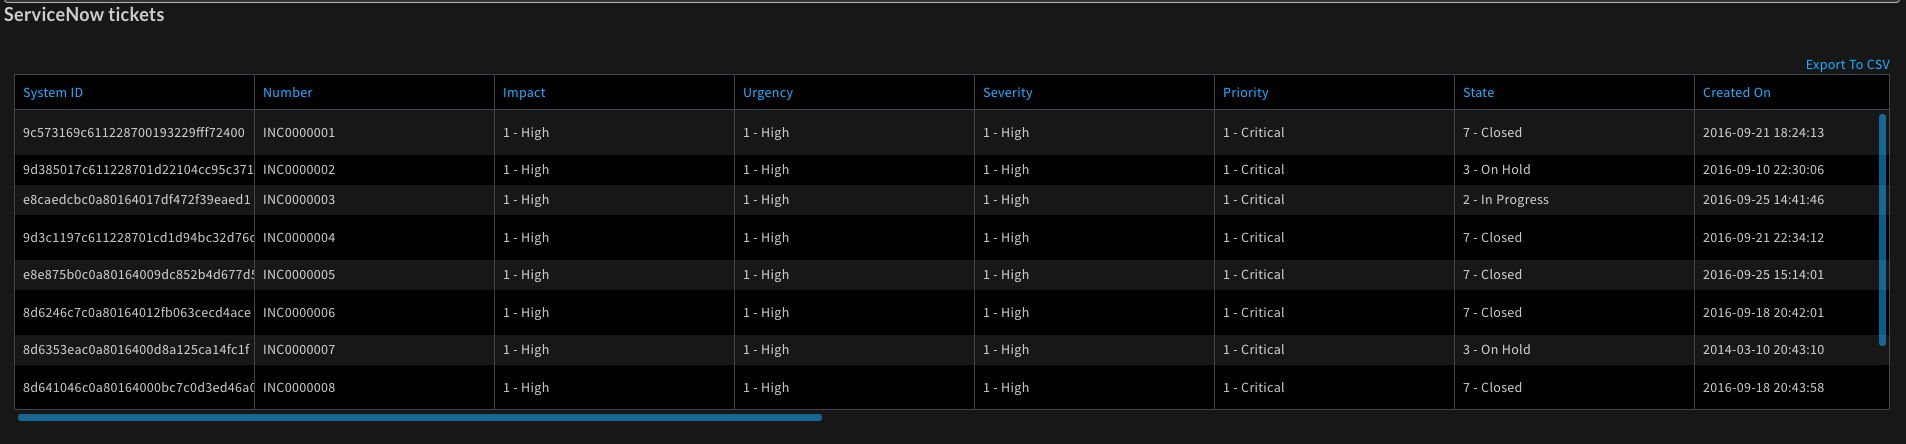 ServiceNow tickets
Export To CSV
System ID Number Impact Urgency Severity Priority State Created On
9c573169c611228700193229fff72400 INC0000001 1 - High 1 - High 1 - High 1 - Critical 7 - Closed 2016-09-21 18:24:13
9d385017c611228701d22104cc95c371 INC0000002 1 - High 1 - High 1 - High 1 - Critical 3 - On Hold 2016-09-10 22:30:06
e8caedcbc0a80164017df472f39eaed1 INC0000003 1 - High 1 - High 1 - High 1 - Critical 2 - In Progress 2016-09-25 14:41:46
9d3c1197c611228701cd1d94bc32d76c INC0000004 1 - High 1 - High 1 - High 1 - Critical 7 - Closed 2016-09-21 22:34:12
e8e875b0c0a80164009dc852b4d677d5 INC0000005 1 - High 1 - High 1 - High 1 - Critical 7 - Closed 2016-09-25 15:14:01
8d6246c7c0a80164012fb063cecd4ace INC0000006 1 - High 1 - High 1 - High 1 - Critical 7 - Closed 2016-09-18 20:42:01
8d6353eac0a8016400d8a125ca14fc1f INC0000007 1 - High 1 - High 1 - High 1 - Critical 3 - On Hold 2014-03-10 20:43:10
8d641046c0a80164000bc7c0d3ed46a0 INC0000008 1 - High 1 - High 1 - High 1 - Critical 7 - Closed 2016-09-18 20:43:58